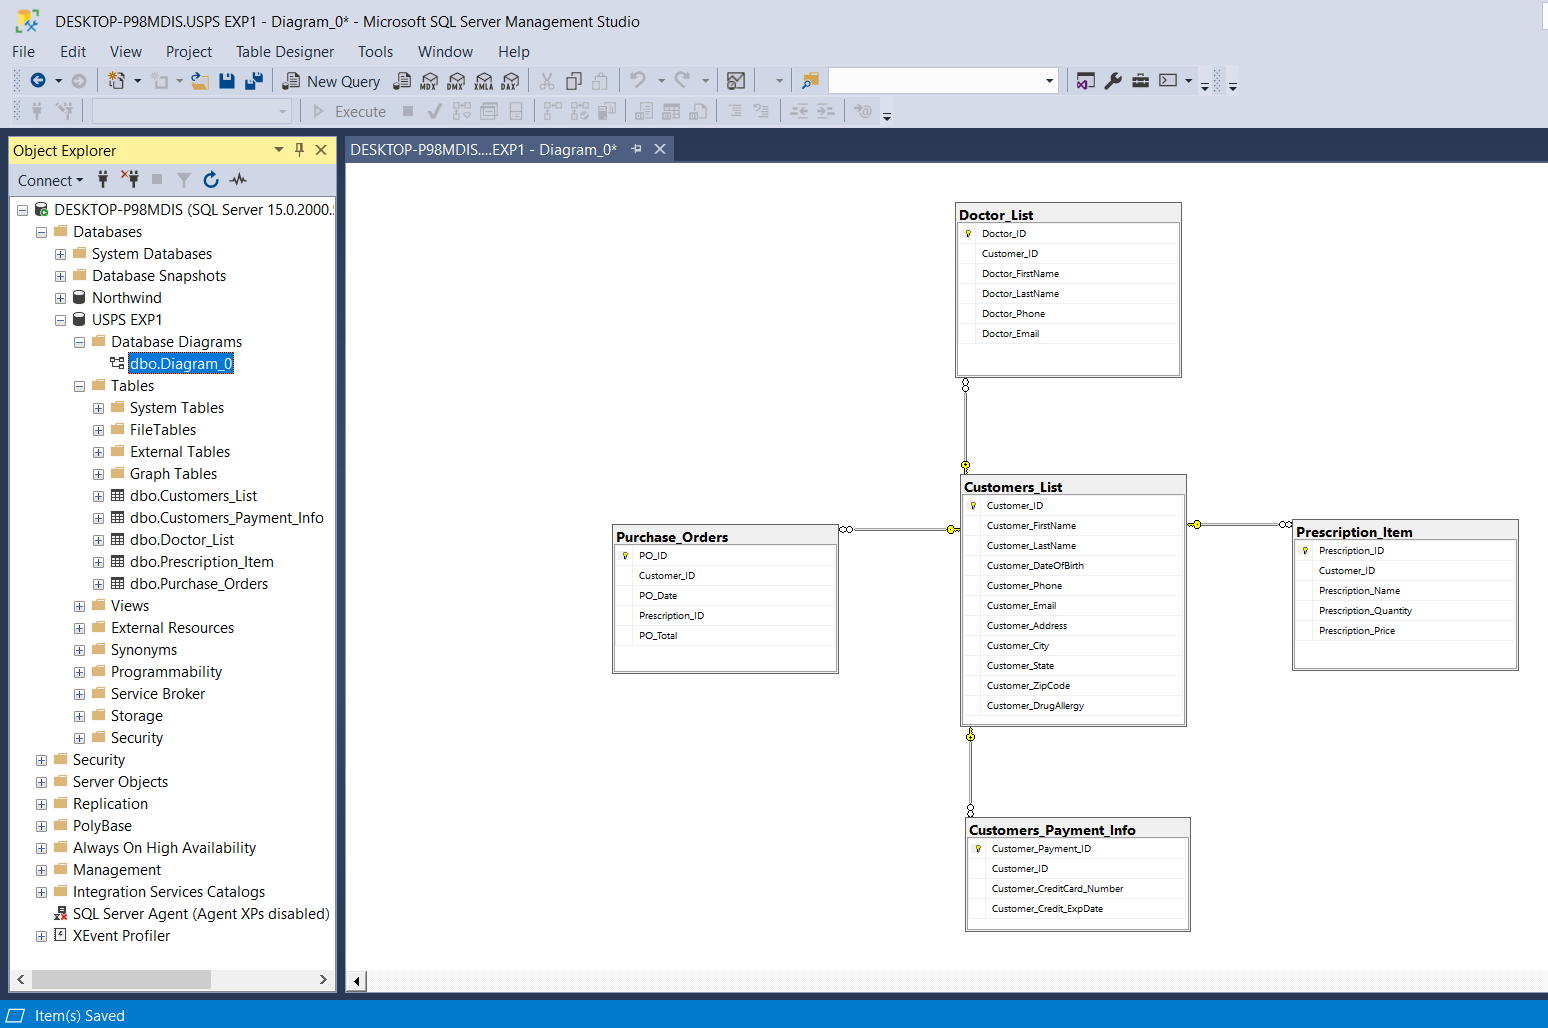 DESKTOP-P98MDIS.USPS EXP1 - Diagram_0* - Microsoft SQL Server Management Studio
File Edit View Project Table Designer Tools Window Help
New Query MDX DMX XMLA DAX
Execute
Object Explorer
Connect
DESKTOP-P98MDIS (SQL Server 15.0.2000.
Databases
System Databases
Database Snapshots
Northwind
USPS EXP1
Database Diagrams
dbo.Diagram_0
Tables
System Tables
FileTables
External Tables
Graph Tables
dbo.Customers_List
dbo.Customers_Payment_Info
dbo.Doctor_List
dbo.Prescription_Item
dbo.Purchase_Orders
Views
External Resources
Synonyms
Programmability
Service Broker
Storage
Security
Security
Server Objects
Replication
PolyBase
Always On High Availability
Management
Integration Services Catalogs
SQL Server Agent (Agent XPs disabled)
XEvent Profiler
DESKTOP-P98MDIS....EXP1 - Diagram_0*
Doctor_List
Doctor_ID
Customer_ID
Doctor_FirstName
Doctor_LastName
Doctor_Phone
Doctor_Email
Purchase_Orders
PO_ID
Customer_ID
PO_Date
Prescription_ID
PO_Total
Customers_List
Customer_ID
Customer_FirstName
Customer_LastName
Customer_DateOfBirth
Customer_Phone
Customer_Email
Customer_Address
Customer_City
Customer_State
Customer_ZipCode
Customer_DrugAllergy
Prescription_Item
Prescription_ID
Customer_ID
Prescription_Name
Prescription_Quantity
Prescription_Price
Customers_Payment_Info
Customer_Payment_ID
Customer_ID
Customer_CreditCard_Number
Customer_Credit_ExpDate
Item(s) Saved